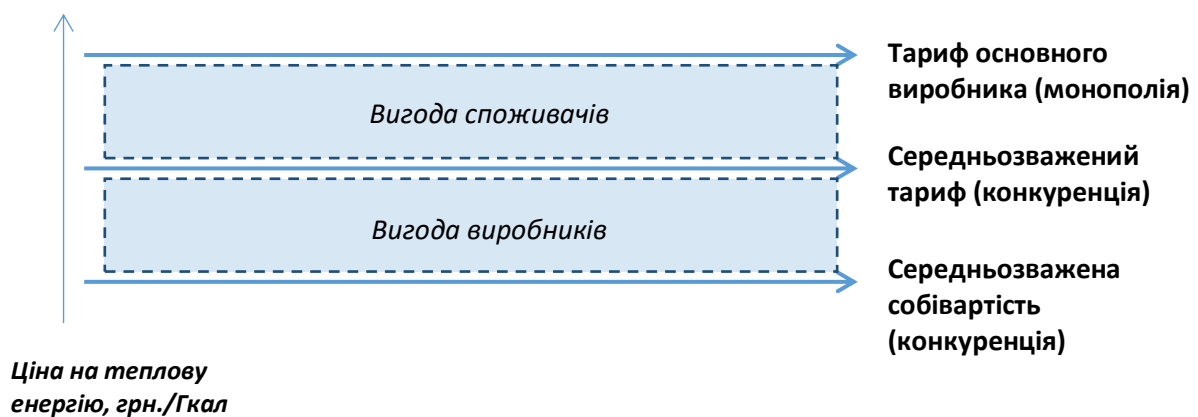 Тариф основного
виробника (монополія)
Вигода споживачів
Середньозважений
тариф (конкуренція)
Вигода виробників
Середньозважена
собівартість
(конкуренція)
Ціна на теплову
енергію, грн./Гкал